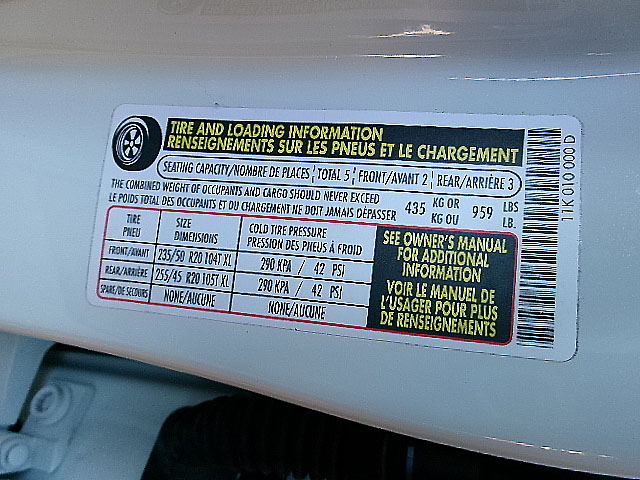 TIRE AND LOADING INFORMATION
RENSEIGNEMENTS SUR LES PNEUS ET LE CHARGEMENT
SEATING CAPACITY/NOMBRE DE PLACES TOTAL 5 FRONT/AVANT 2 REAR/ARRIÈRE 3
THE COMBINED WEIGHT OF OCCUPANTS AND CARGO SHOULD NEVER EXCEED 435 KG OR 959 LBS
LE POIDS TOTAL DES OCCUPANTS ET DU CHARGEMENT NE DOIT JAMAIS DÉPASSER KG OU LB.
TIRE SIZE COLD TIRE PRESSURE
PNEU DIMENSIONS PRESSION DES PNEUS À FROID
FRONT/AVANT 235/50 R20 104T XL 290 KPA / 42 PSI
REAR/ARRIÈRE 255/45 R20 105T XL 290 KPA / 42 PSI
SPARE/DE SECOURS NONE/AUCUNE NONE/AUCUNE
SEE OWNER'S MANUAL
FOR ADDITIONAL
INFORMATION
VOIR LE MANUEL DE
L'USAGER POUR PLUS
DE RENSEIGNEMENTS
11K 010 000 D